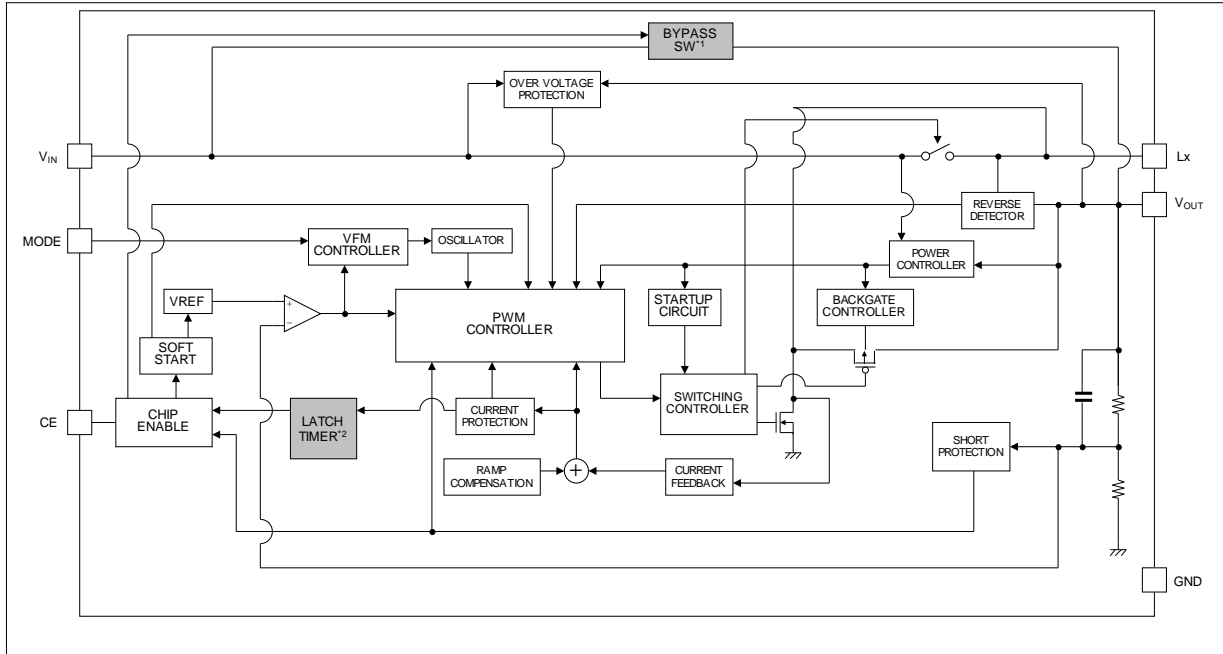 BYPASS
SW*1
OVER VOLTAGE
PROTECTION
VIN
Lx
REVERSE
DETECTOR
VOUT
MODE
VFM
CONTROLLER
OSCILLATOR
POWER
CONTROLLER
VREF
+
−
PWM
CONTROLLER
STARTUP
CIRCUIT
BACKGATE
CONTROLLER
SOFT
START
SWITCHING
CONTROLLER
CE
CHIP
ENABLE
LATCH
TIMER*2
CURRENT
PROTECTION
SHORT
PROTECTION
RAMP
COMPENSATION
+
CURRENT
FEEDBACK
GND